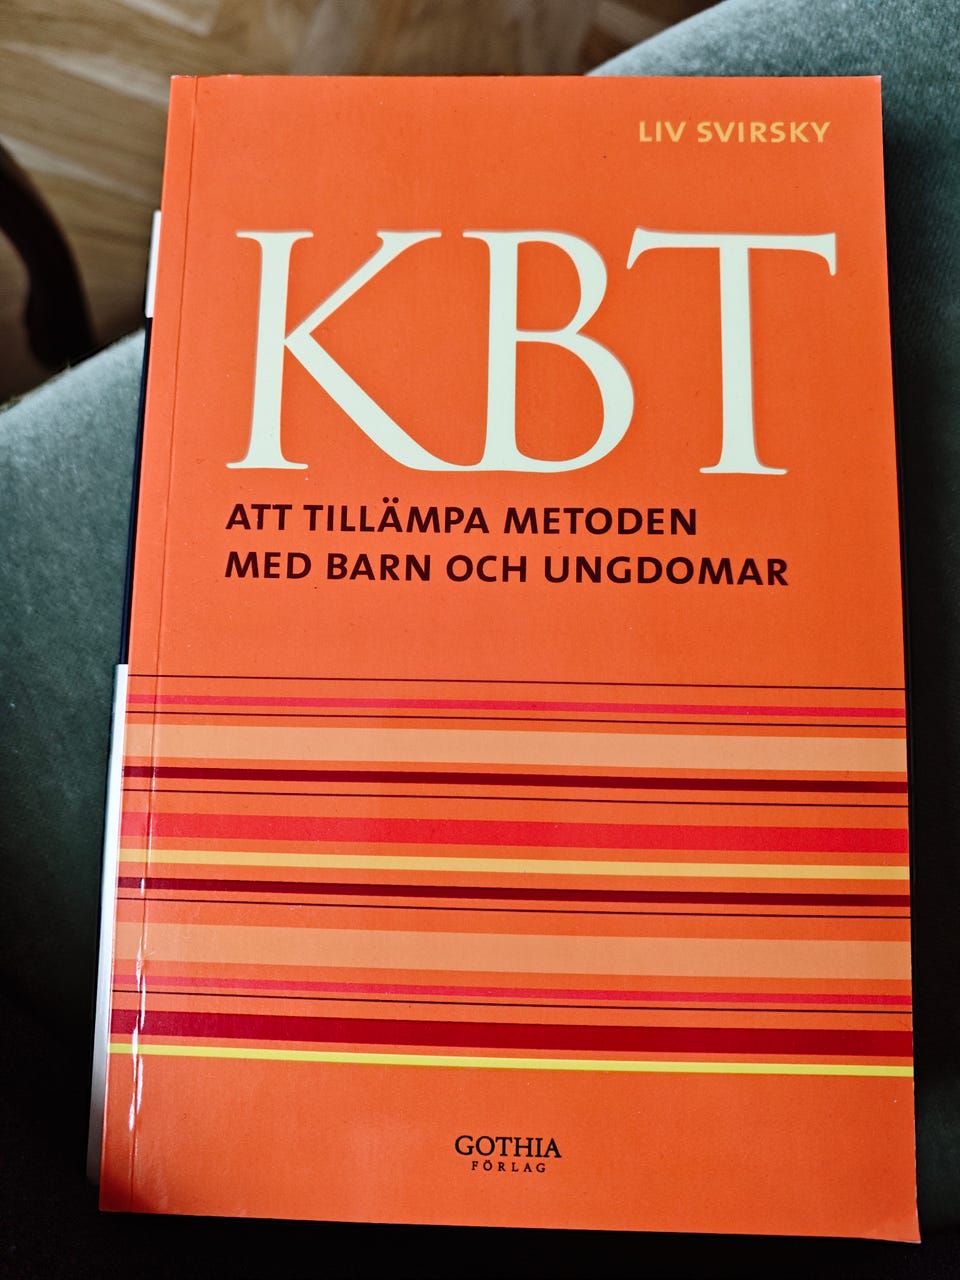 LIV SVIRSKY
KBT
ATT TILLÄMPA METODEN
MED BARN OCH UNGDOMAR
GOTHIA
FÖRLAG